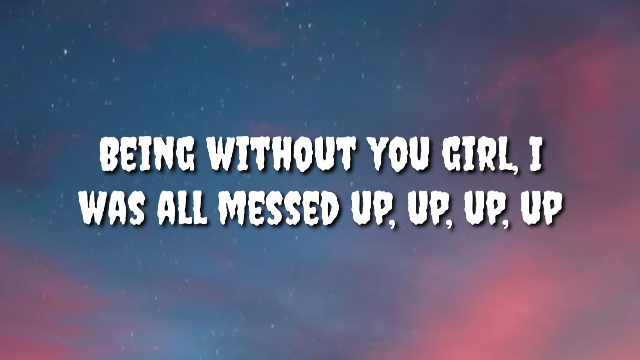 BEING WITHOUT YOU GIRL, I
WAS ALL MESSED UP, UP, UP, UP